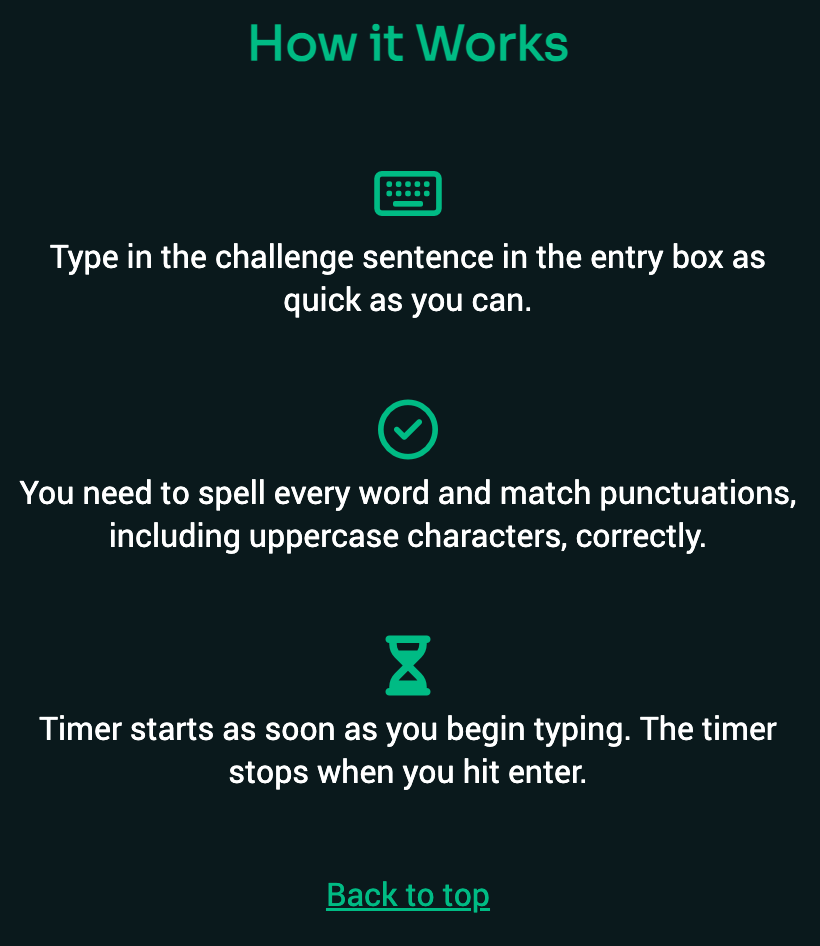 How it Works
Type in the challenge sentence in the entry box as
quick as you can.
You need to spell every word and match punctuations,
including uppercase characters, correctly.
Timer starts as soon as you begin typing. The timer
stops when you hit enter.
Back to top